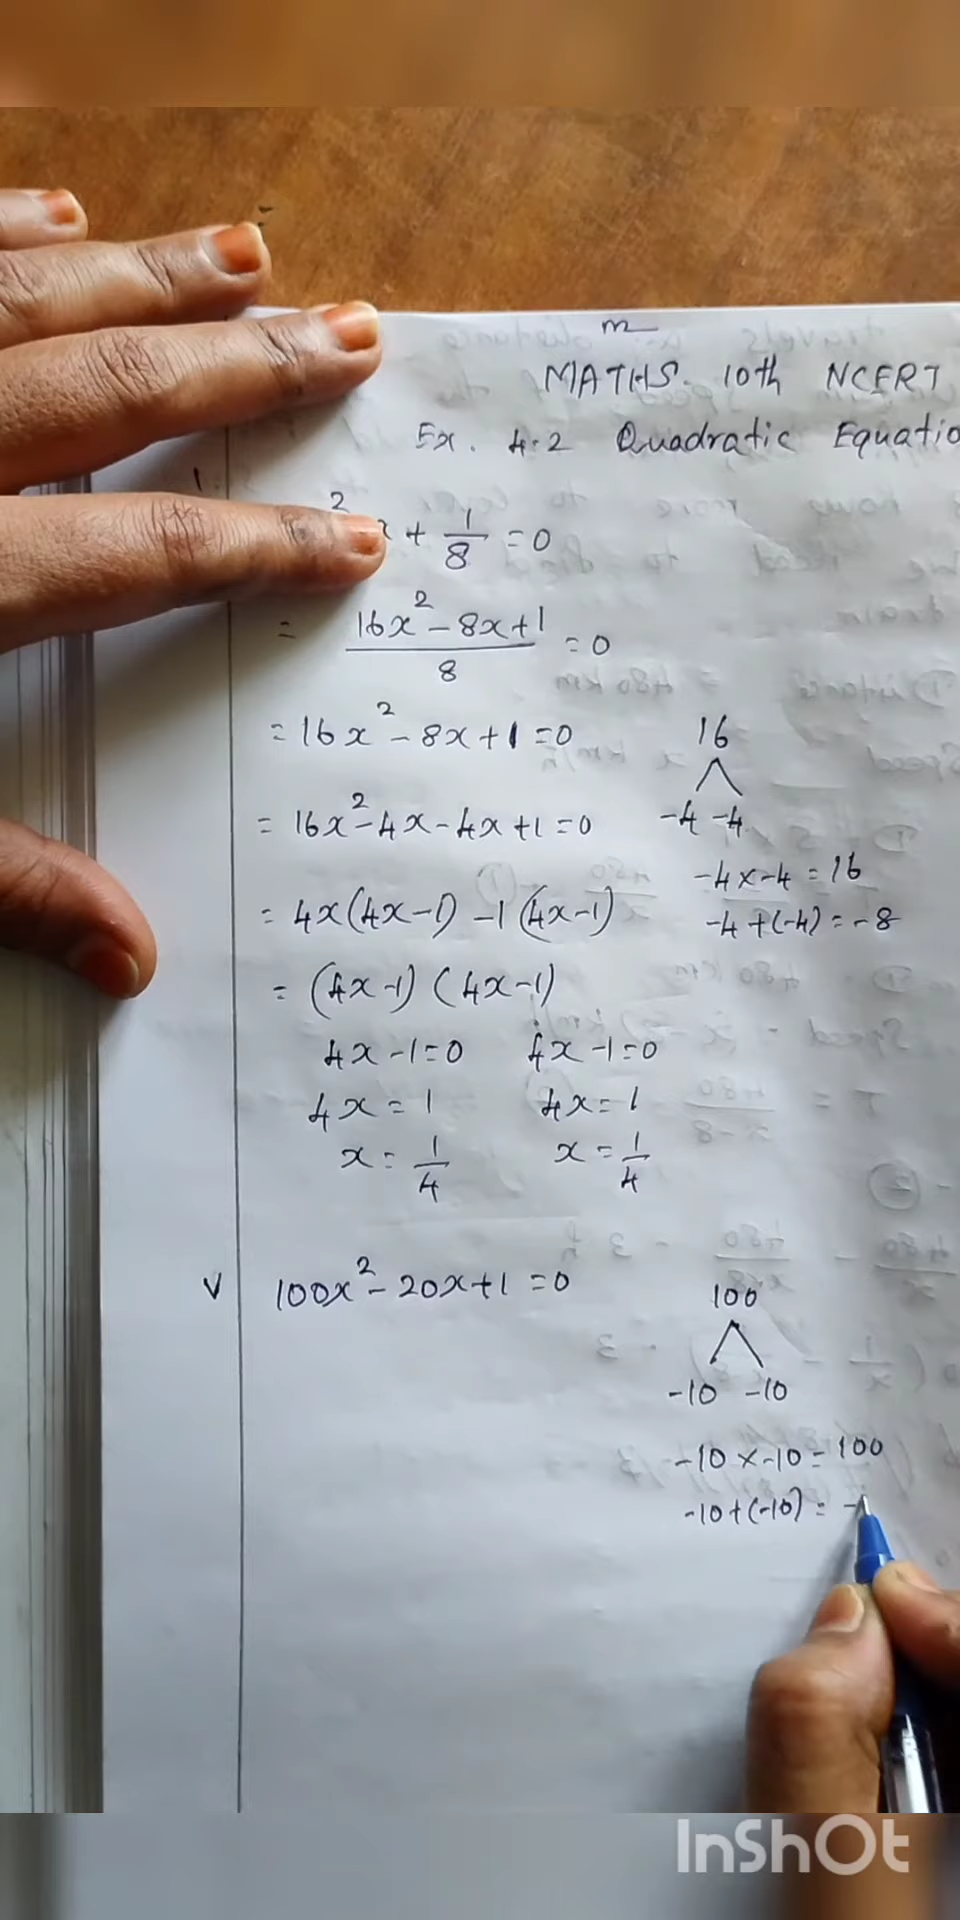 m
MATHS. 10th NCERT
Ex. 4.2 Quadratic
1.
2
x + 1/8 = 0
= 16x² - 8x + 1 / 8 = 0
= 16x² - 8x + 1 = 0
16
-4 -4
= 16x² - 4x - 4x + 1 = 0
-4 x -4 = 16
-4 + (-4) = -8
= 4x(4x-1) -1(4x-1)
= (4x-1) (4x-1)
4x - 1 = 0 4x - 1 = 0
4x = 1 4x = 1
x = 1/4 x = 1/4
V 100x² - 20x + 1 = 0
100
-10 -10
-10 x -10 = 100
-10 + (-10) = -
InShOt